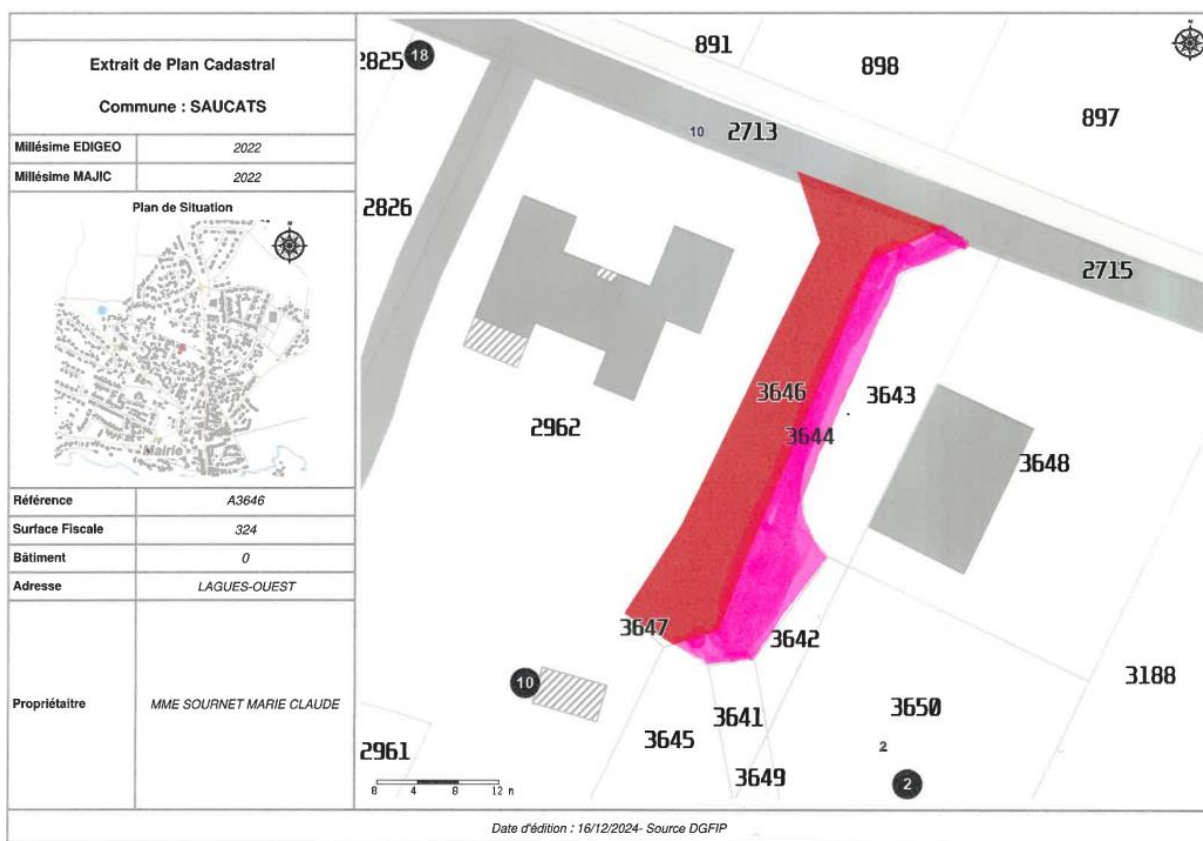 Extrait de Plan Cadastral
Commune : SAUCATS
Millésime EDIGEO 2022
Millésime MAJIC 2022
Plan de Situation
N
Mairie
Référence A3646
Surface Fiscale 324
Bâtiment 0
Adresse LAGUES-OUEST
Propriétaitre MME SOURNET MARIE CLAUDE
891
N
2825
18
898
897
10
2713
2826
2715
3646
3643
2962
3644
3648
3647
3642
10
3188
3650
3641
3645
2
2961
3649
2
0 4 8 12 m
Date d'édition : 16/12/2024- Source DGFIP